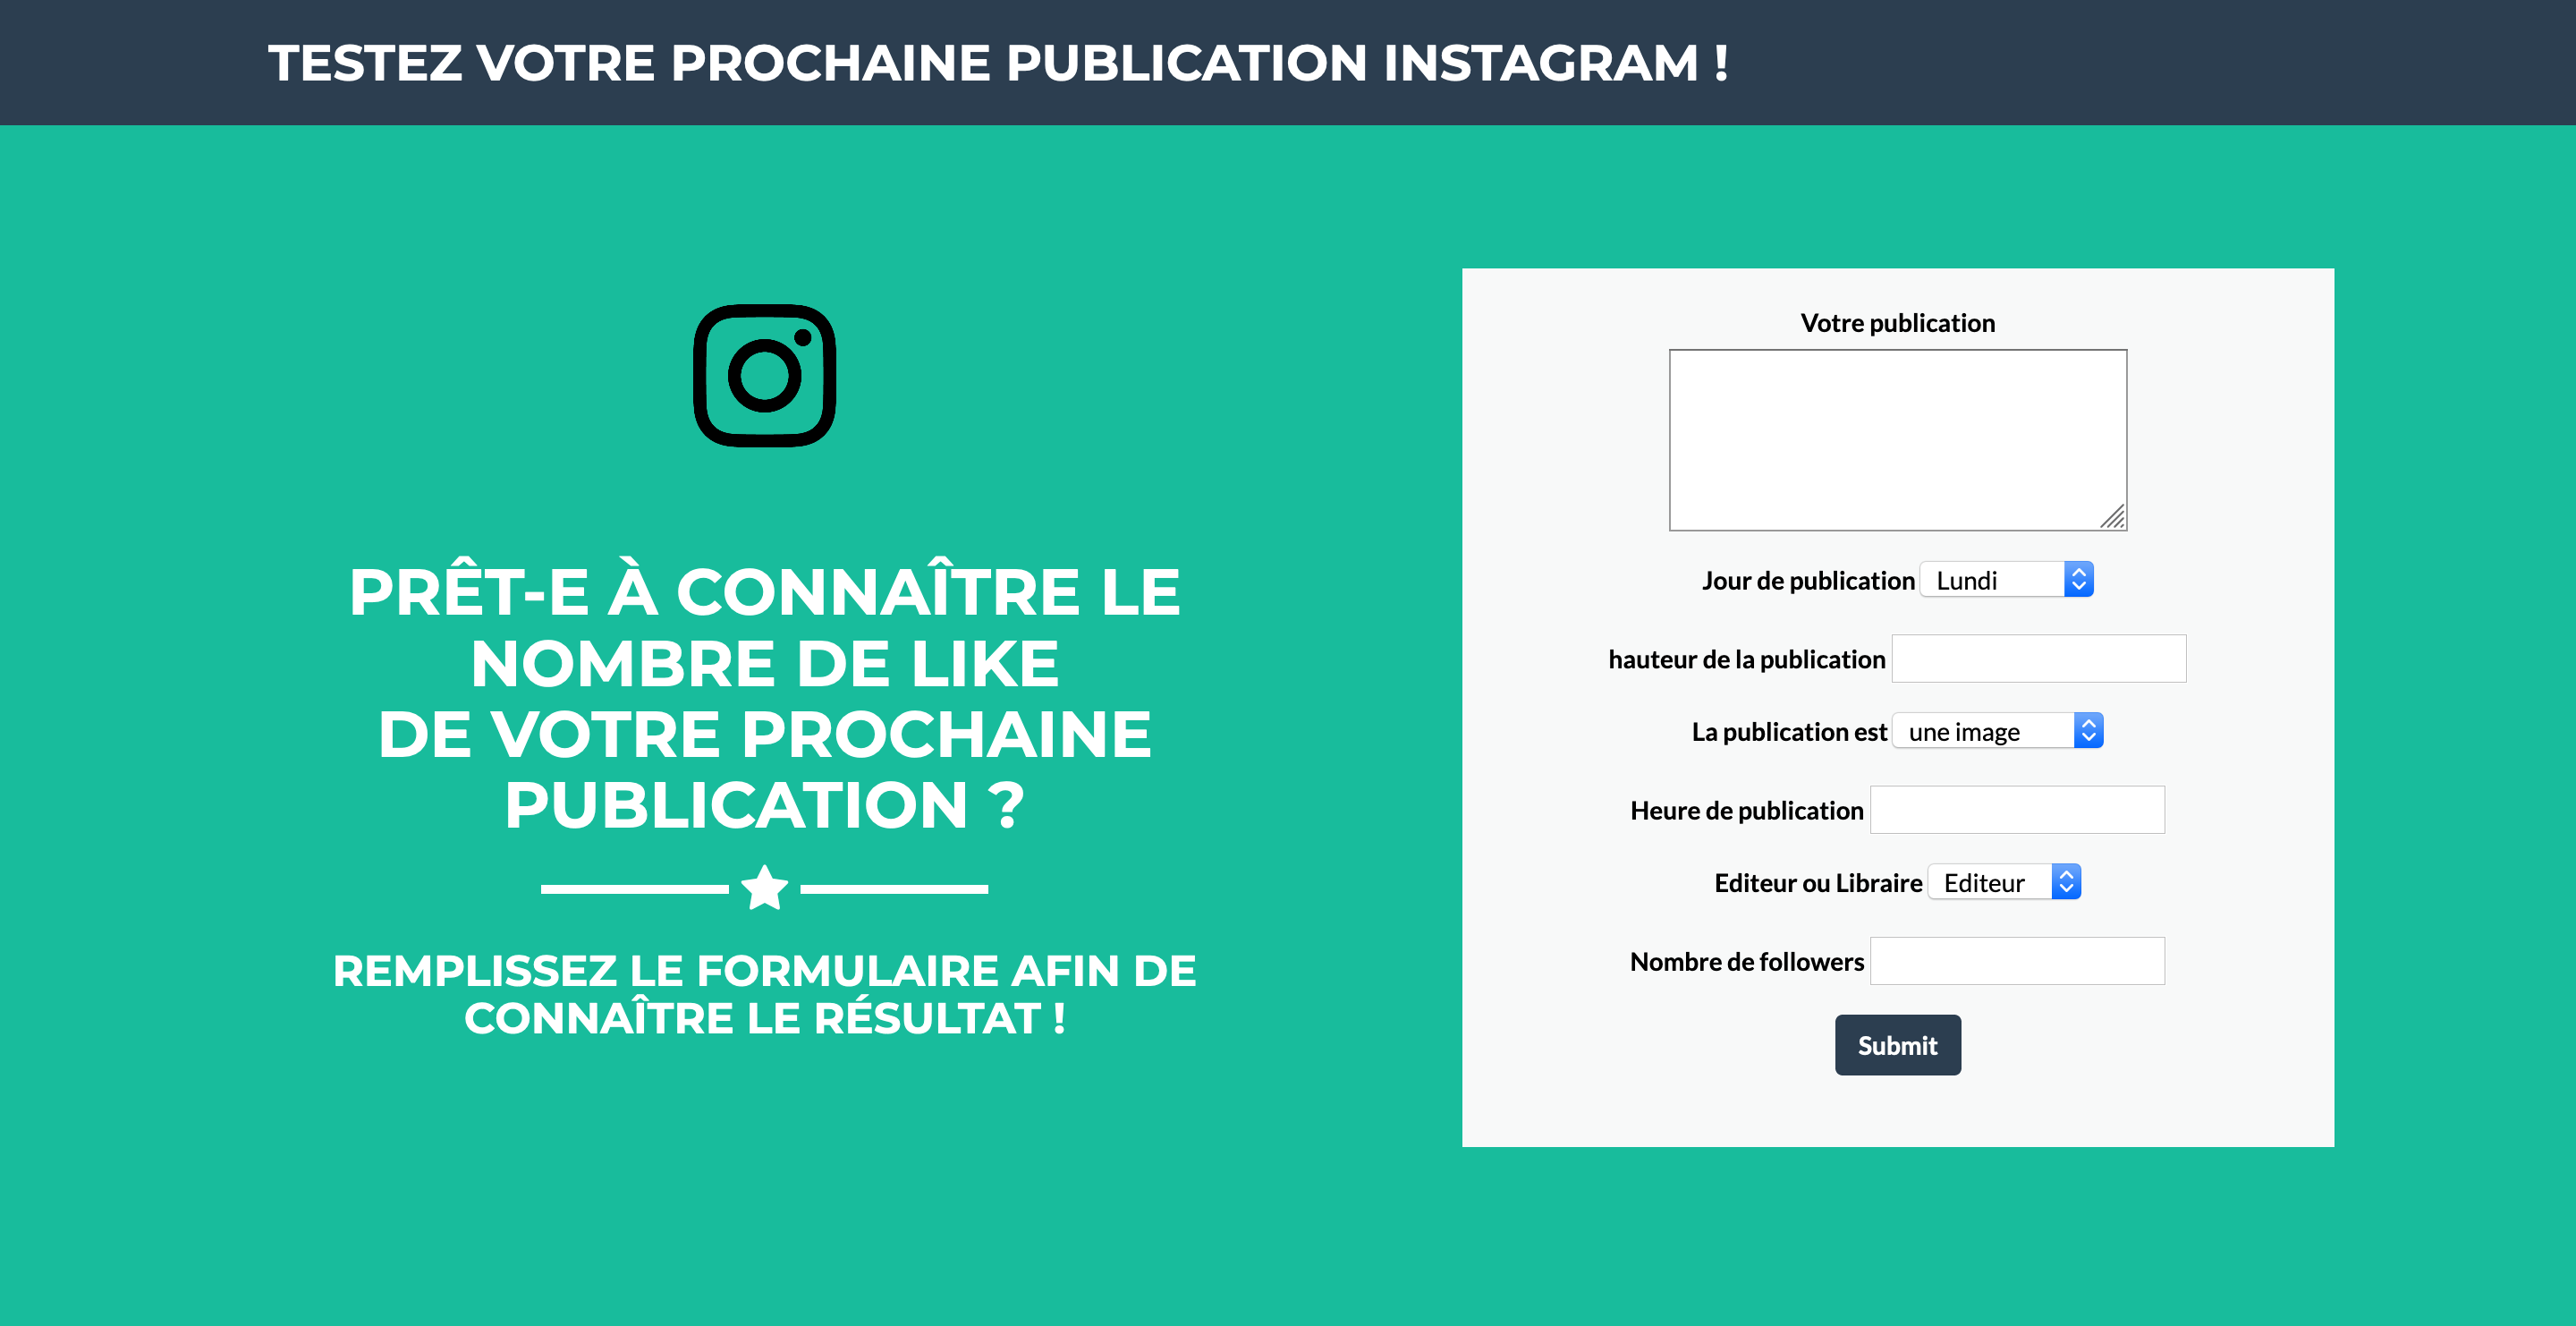 TESTEZ VOTRE PROCHAINE PUBLICATION INSTAGRAM !
PRÊT-E À CONNAÎTRE LE
NOMBRE DE LIKE
DE VOTRE PROCHAINE
PUBLICATION ?
REMPLISSEZ LE FORMULAIRE AFIN DE
CONNAÎTRE LE RÉSULTAT !
Votre publication
Jour de publication Lundi
hauteur de la publication
La publication est une image
Heure de publication
Editeur ou Libraire Editeur
Nombre de followers
Submit